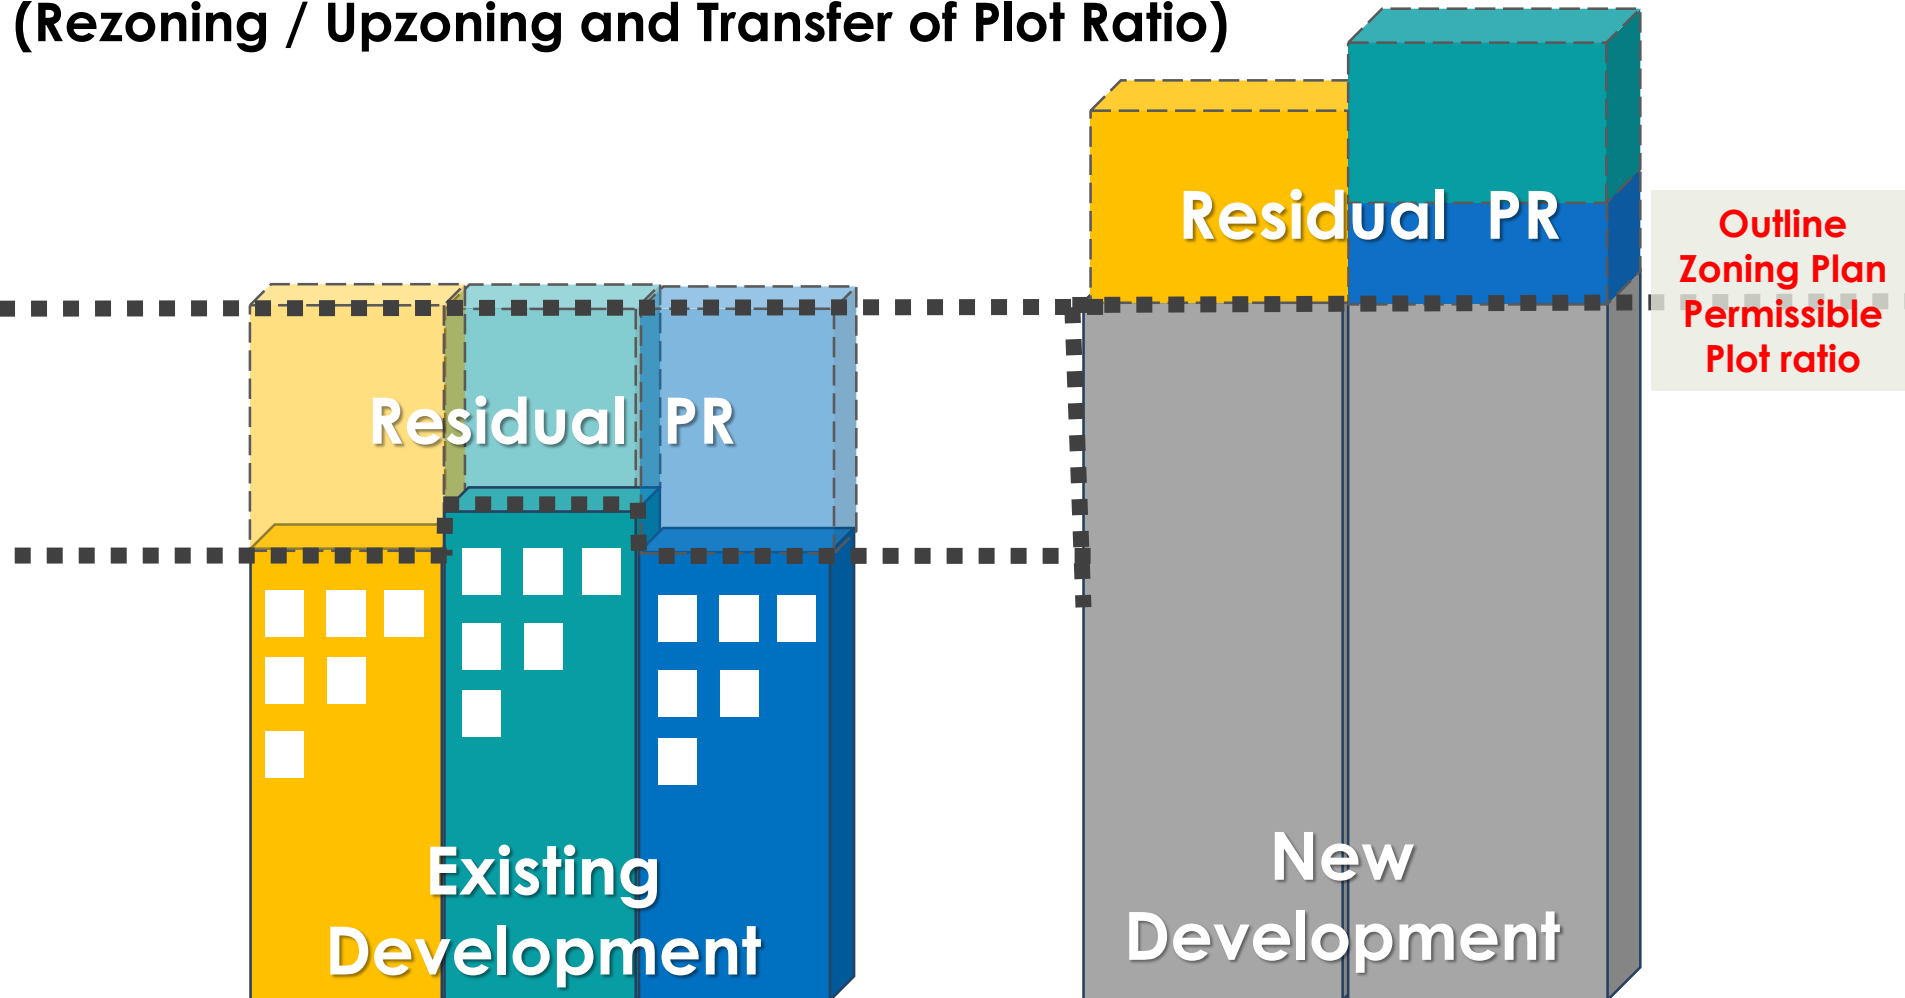 (Rezoning / Upzoning and Transfer of Plot Ratio)
Residual PR
Outline
Zoning Plan
Permissible
Plot ratio
Residual PR
Existing
Development
New
Development